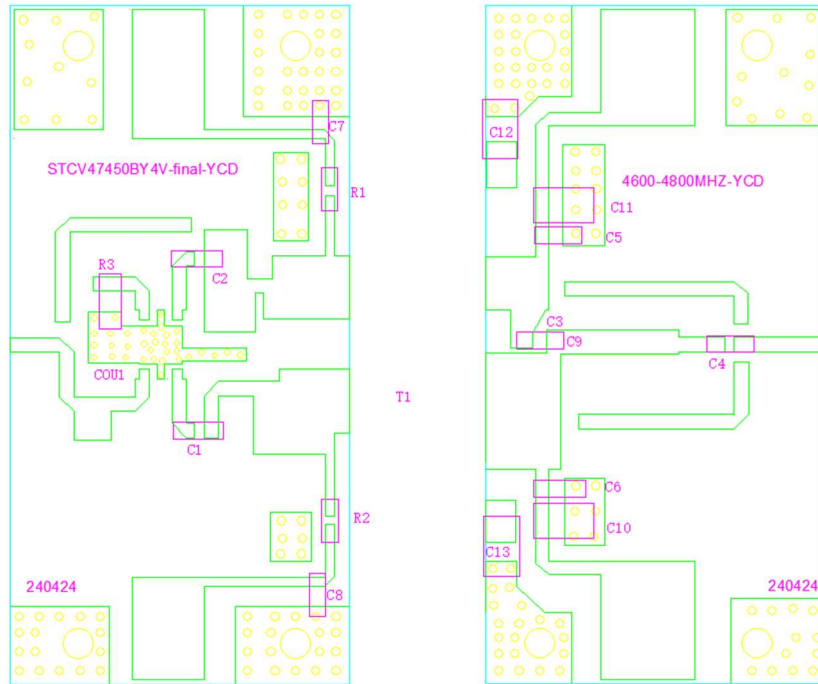 C7
C12
STCV47450BY4V-final-YCD
4600-4800MHZ-YCD
R1
C11
C5
R3
C2
C3
C9
C4
COU1
T1
C1
C6
R2
C10
C13
240424
C8
240424